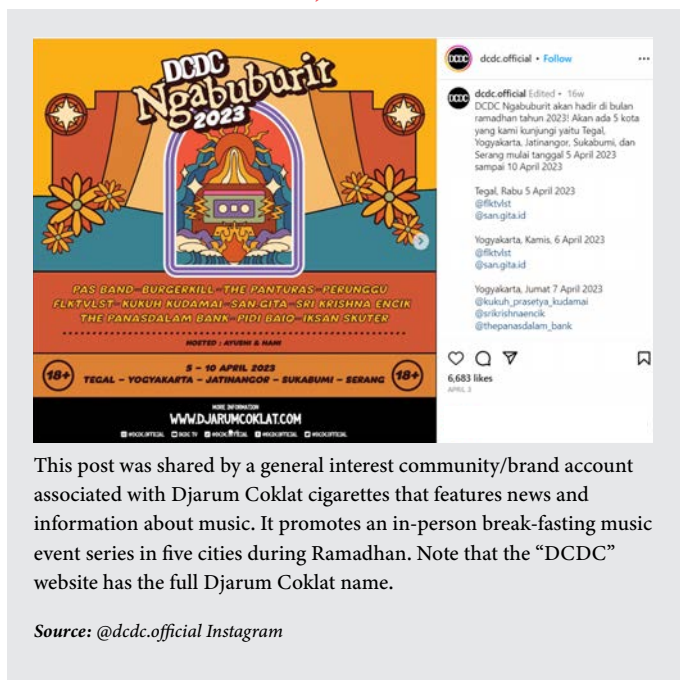 DCDC
Ngabuburit
2023
PAS BAND–BURGERKILL–THE PANTURAS–PERUNGGU
FLKTVLST–KUKUH KUDAMAI–SAN GITA–SRI KRISHNA ENCIK
THE PANASDALAM BANK–PIDI BAIQ–IKSAN SKUTER
HOSTED : AYUSHI & HANI
18+
5 – 10 APRIL 2023
TEGAL – YOGYAKARTA – JATINANGOR – SUKABUMI – SERANG
18+
MORE INFORMATION
WWW.DJARUMCOKLAT.COM
DCDC
dcdc.official • Follow
DCDC
dcdc.official Edited • 16w
DCDC Ngabuburit akan hadir di bulan
ramadhan tahun 2023! Akan ada 5 kota
yang kami kunjungi yaitu Tegal,
Yogyakarta, Jatinangor, Sukabumi, dan
Serang mulai tanggal 5 April 2023
sampai 10 April 2023
Tegal, Rabu 5 April 2023
@flktvlst
@san.gita.id
Yogyakarta, Kamis, 6 April 2023
@flktvlst
@san.gita.id
Yogyakarta, Jumat 7 April 2023
@kukuh_prasetya_kudamai
@srikrishnaencik
@thepanasdalam_bank
6,683 likes
APRIL 3
This post was shared by a general interest community/brand account
associated with Djarum Coklat cigarettes that features news and
information about music. It promotes an in-person break-fasting music
event series in five cities during Ramadhan. Note that the “DCDC”
website has the full Djarum Coklat name.
Source: @dcdc.official Instagram